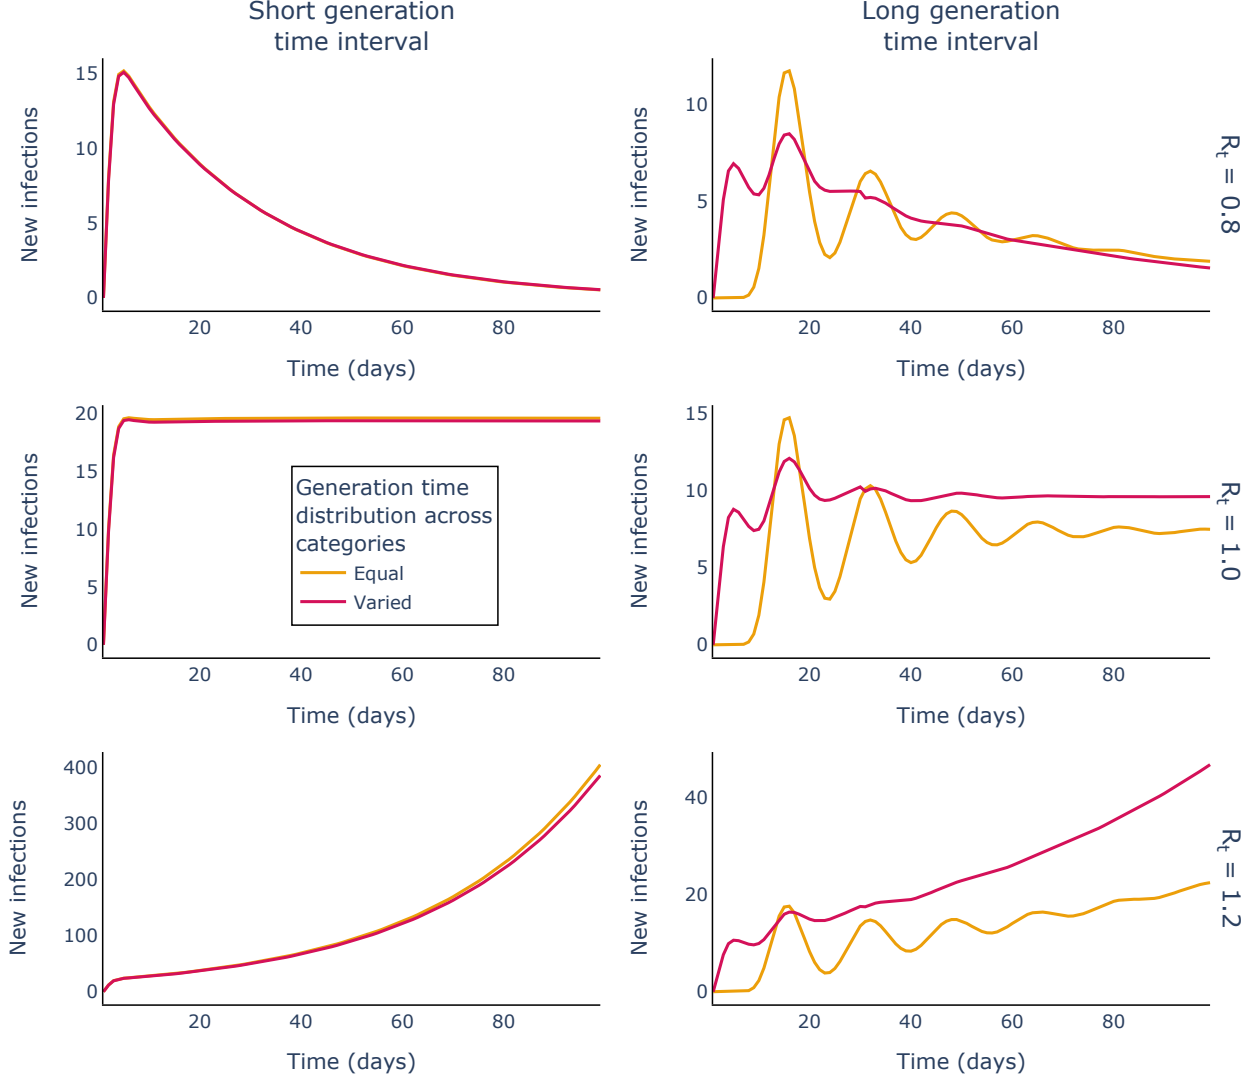 Short generation
time interval
Long generation
time interval
New infections
15
10
5
0
20
40
60
80
Time (days)
New infections
10
5
0
20
40
60
80
Time (days)
Rt = 0.8
New infections
20
15
10
5
0
20
40
60
80
Time (days)
Generation time
distribution across
categories
Equal
Varied
New infections
15
10
5
0
20
40
60
80
Time (days)
Rt = 1.0
New infections
400
300
200
100
0
20
40
60
80
Time (days)
New infections
40
20
0
20
40
60
80
Time (days)
Rt = 1.2